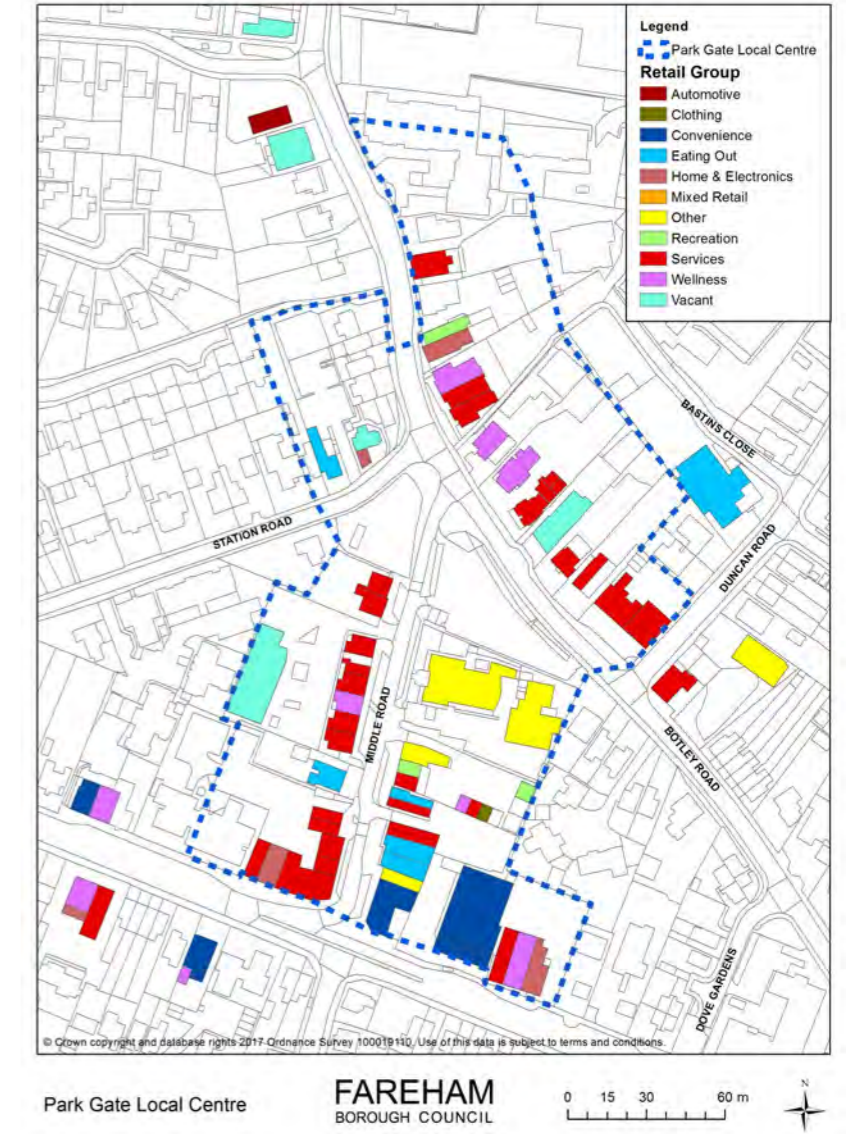 Legend
Park Gate Local Centre
Retail Group
Automotive
Clothing
Convenience
Eating Out
Home & Electronics
Mixed Retail
Other
Recreation
Services
Wellness
Vacant
BASTINS CLOSE
STATION ROAD
DUNCAN ROAD
MIDDLE ROAD
BOTLEY ROAD
DOVE GARDENS
© Crown copyright and database rights 2017 Ordnance Survey 100019110. Use of this data is subject to terms and conditions.
Park Gate Local Centre
FAREHAM
BOROUGH COUNCIL
0 15 30 60 m
N